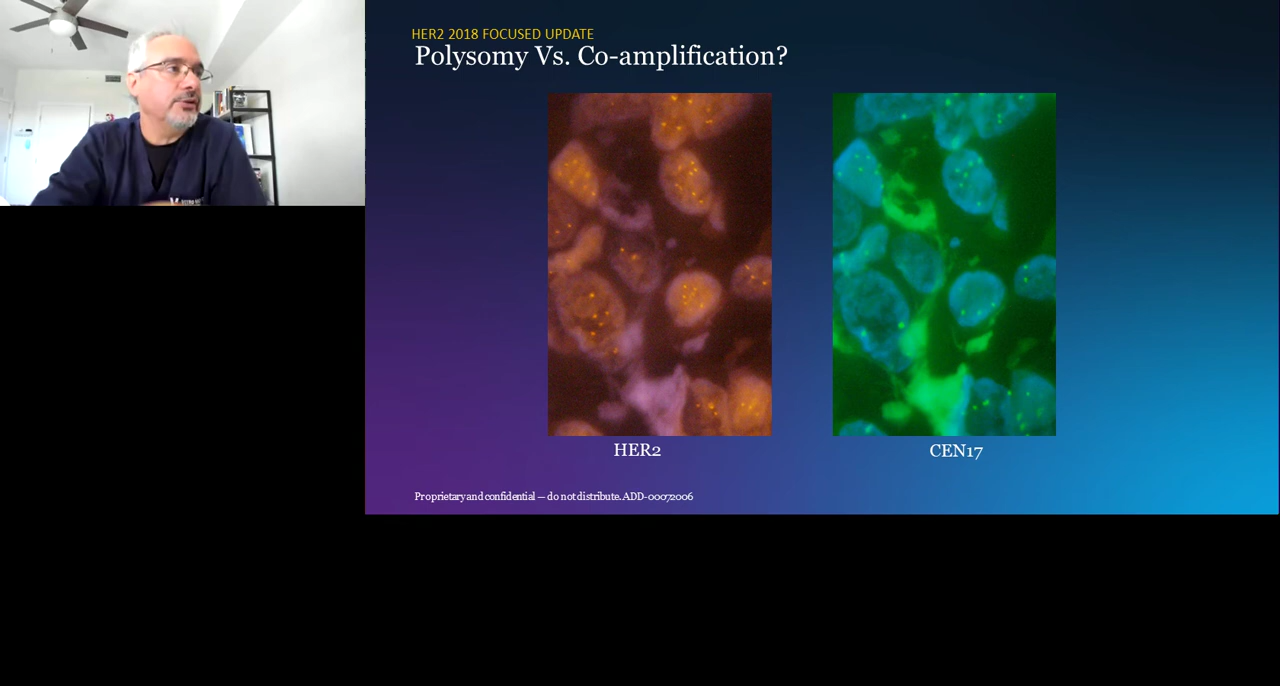 HER2 2018 FOCUSED UPDATE
Polysomy Vs. Co-amplification?
HER2
CEN17
Proprietary and confidential — do not distribute. ADD-00072006